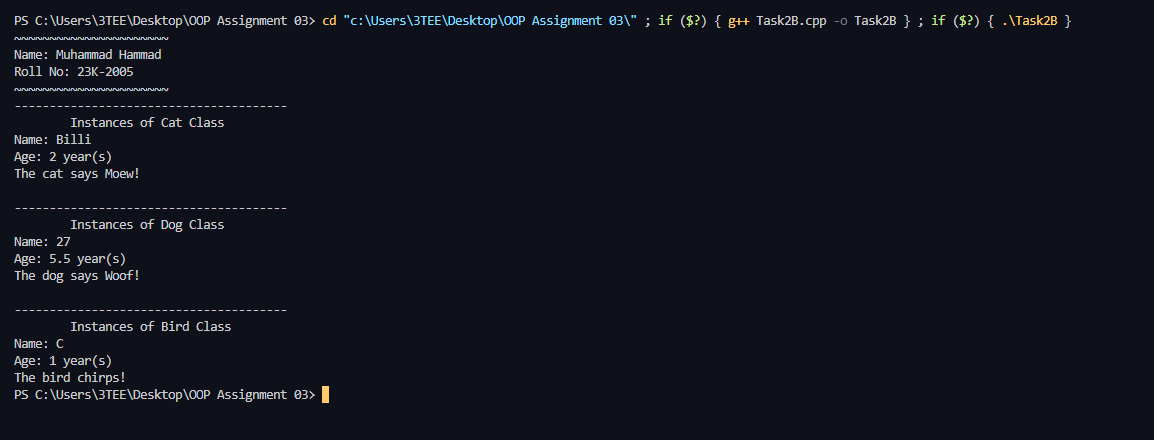 PS C:\Users\3TEE\Desktop\OOP Assignment 03> cd "c:\Users\3TEE\Desktop\OOP Assignment 03\" ; if ($?) { g++ Task2B.cpp -o Task2B } ; if ($?) { .\Task2B }
~~~~~~~~~~~~~~~~~~~~~~
Name: Muhammad Hammad
Roll No: 23K-2005
~~~~~~~~~~~~~~~~~~~~~~
---------------------------------------
        Instances of Cat Class
Name: Billi
Age: 2 year(s)
The cat says Moew!

---------------------------------------
        Instances of Dog Class
Name: 27
Age: 5.5 year(s)
The dog says Woof!

---------------------------------------
        Instances of Bird Class
Name: C
Age: 1 year(s)
The bird chirps!
PS C:\Users\3TEE\Desktop\OOP Assignment 03>